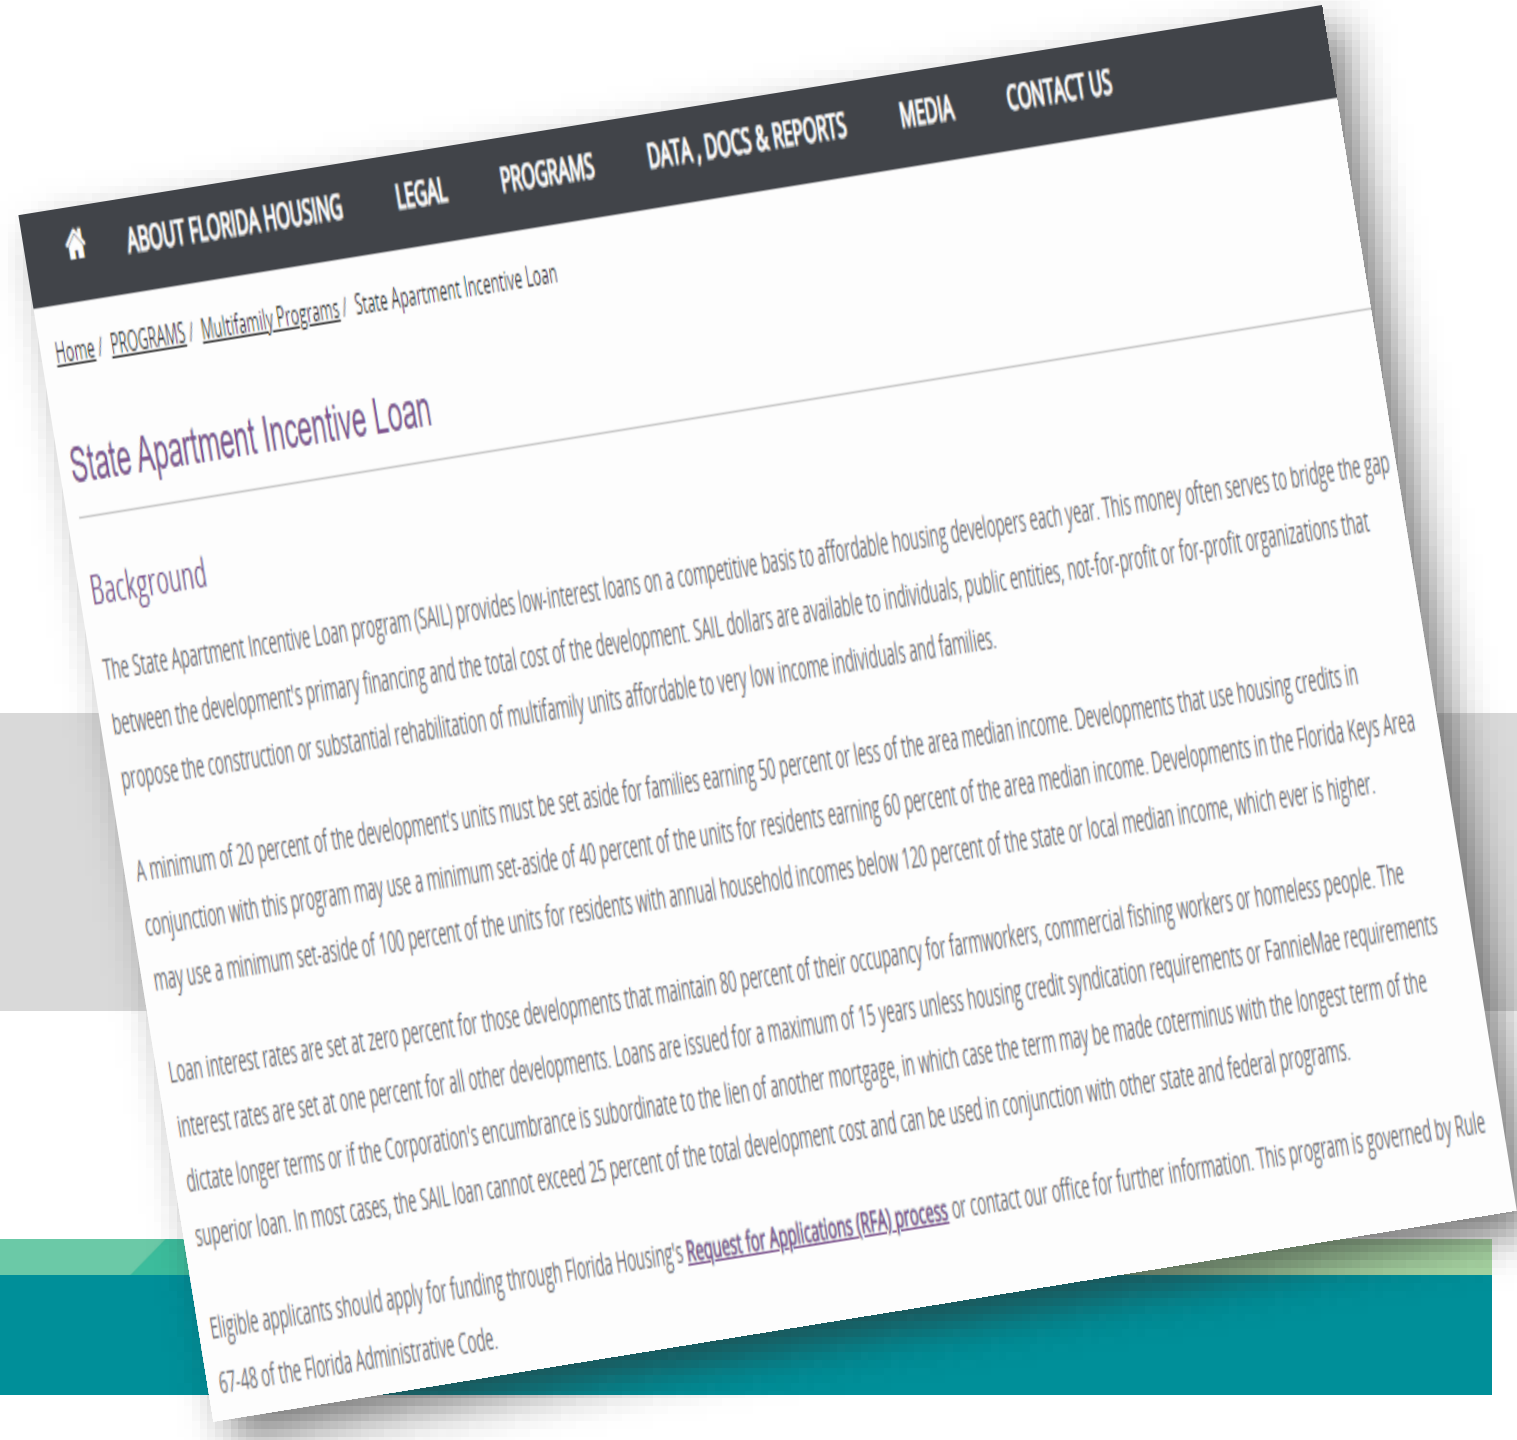 ABOUT FLORIDA HOUSING LEGAL PROGRAMS DATA , DOCS & REPORTS MEDIA CONTACT US
Home / PROGRAMS / Multifamily Programs / State Apartment Incentive Loan
State Apartment Incentive Loan
Background
The State Apartment Incentive Loan program (SAIL) provides low-interest loans on a competitive basis to affordable housing developers each year. This money often serves to bridge the gap
between the development's primary financing and the total cost of the development. SAIL dollars are available to individuals, public entities, not-for-profit or for-profit organizations that
propose the construction or substantial rehabilitation of multifamily units affordable to very low income individuals and families.
A minimum of 20 percent of the development's units must be set aside for families earning 50 percent or less of the area median income. Developments that use housing credits in
conjunction with this program may use a minimum set-aside of 40 percent of the units for residents earning 60 percent of the area median income. Developments in the Florida Keys Area
may use a minimum set-aside of 100 percent of the units for residents with annual household incomes below 120 percent of the state or local median income, which ever is higher.
Loan interest rates are set at zero percent for those developments that maintain 80 percent of their occupancy for farmworkers, commercial fishing workers or homeless people. The
interest rates are set at one percent for all other developments. Loans are issued for a maximum of 15 years unless housing credit syndication requirements or FannieMae requirements
dictate longer terms or if the Corporation's encumbrance is subordinate to the lien of another mortgage, in which case the term may be made coterminus with the longest term of the
superior loan. In most cases, the SAIL loan cannot exceed 25 percent of the total development cost and can be used in conjunction with other state and federal programs.
Eligible applicants should apply for funding through Florida Housing's Request for Applications (RFA) process or contact our office for further information. This program is governed by Rule
67-48 of the Florida Administrative Code.